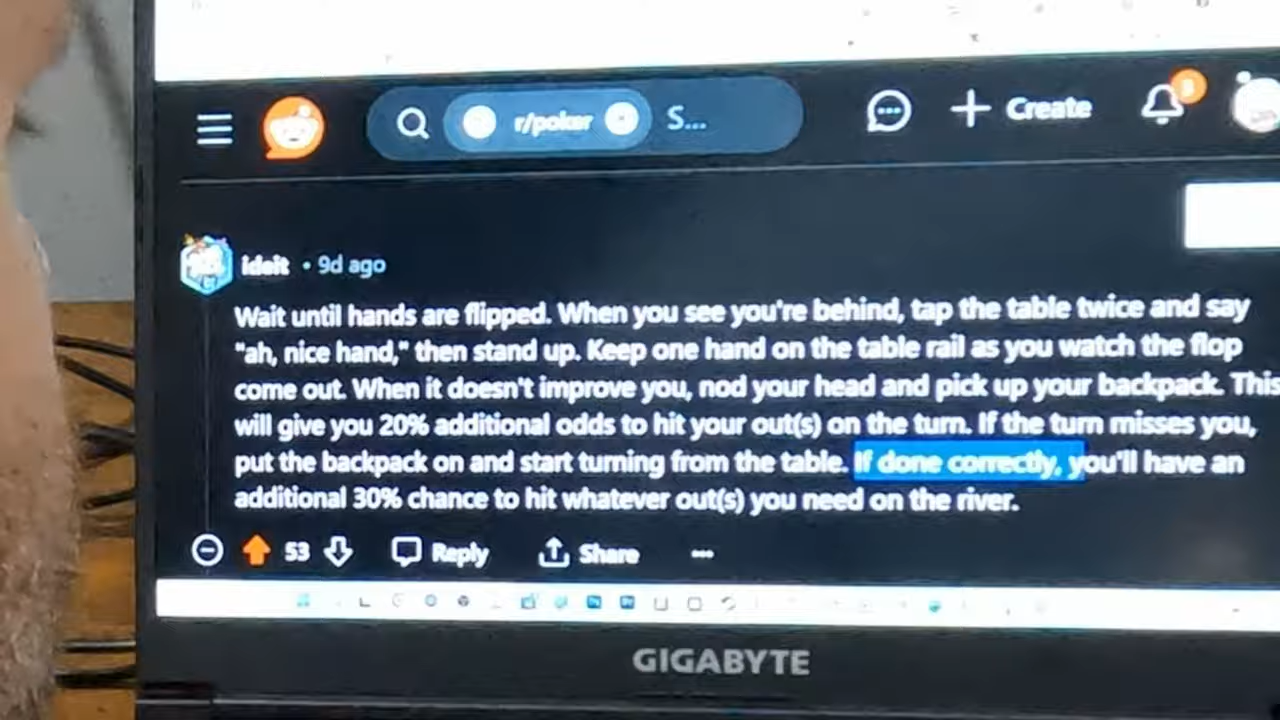 r/poker S...
Create
3
ideit • 9d ago
Wait until hands are flipped. When you see you're behind, tap the table twice and say
"ah, nice hand," then stand up. Keep one hand on the table rail as you watch the flop
come out. When it doesn't improve you, nod your head and pick up your backpack. This
will give you 20% additional odds to hit your out(s) on the turn. If the turn misses you,
put the backpack on and start turning from the table. If done correctly, you'll have an
additional 30% chance to hit whatever out(s) you need on the river.
53 Reply Share
GIGABYTE